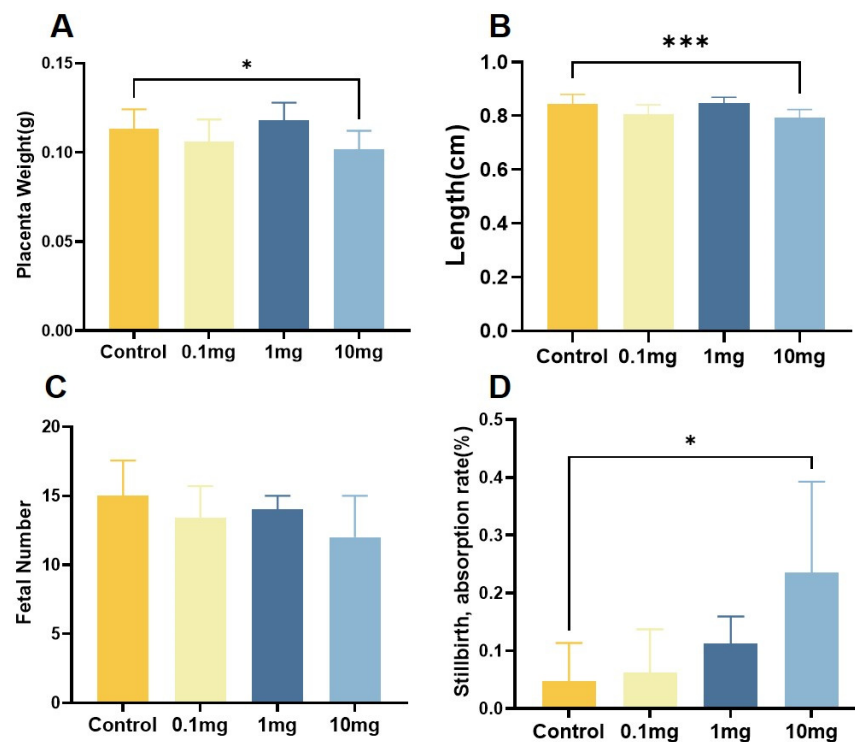 A
Placenta Weight(g)
0.15
0.10
0.05
0.00
*
Control 0.1mg 1mg 10mg
B
Length(cm)
1.0
0.8
0.6
0.4
0.2
0.0
***
Control 0.1mg 1mg 10mg
C
Fetal Number
20
15
10
5
0
Control 0.1mg 1mg 10mg
D
Stillbirth, absorption rate(%)
0.5
0.4
0.3
0.2
0.1
0.0
*
Control 0.1mg 1mg 10mg